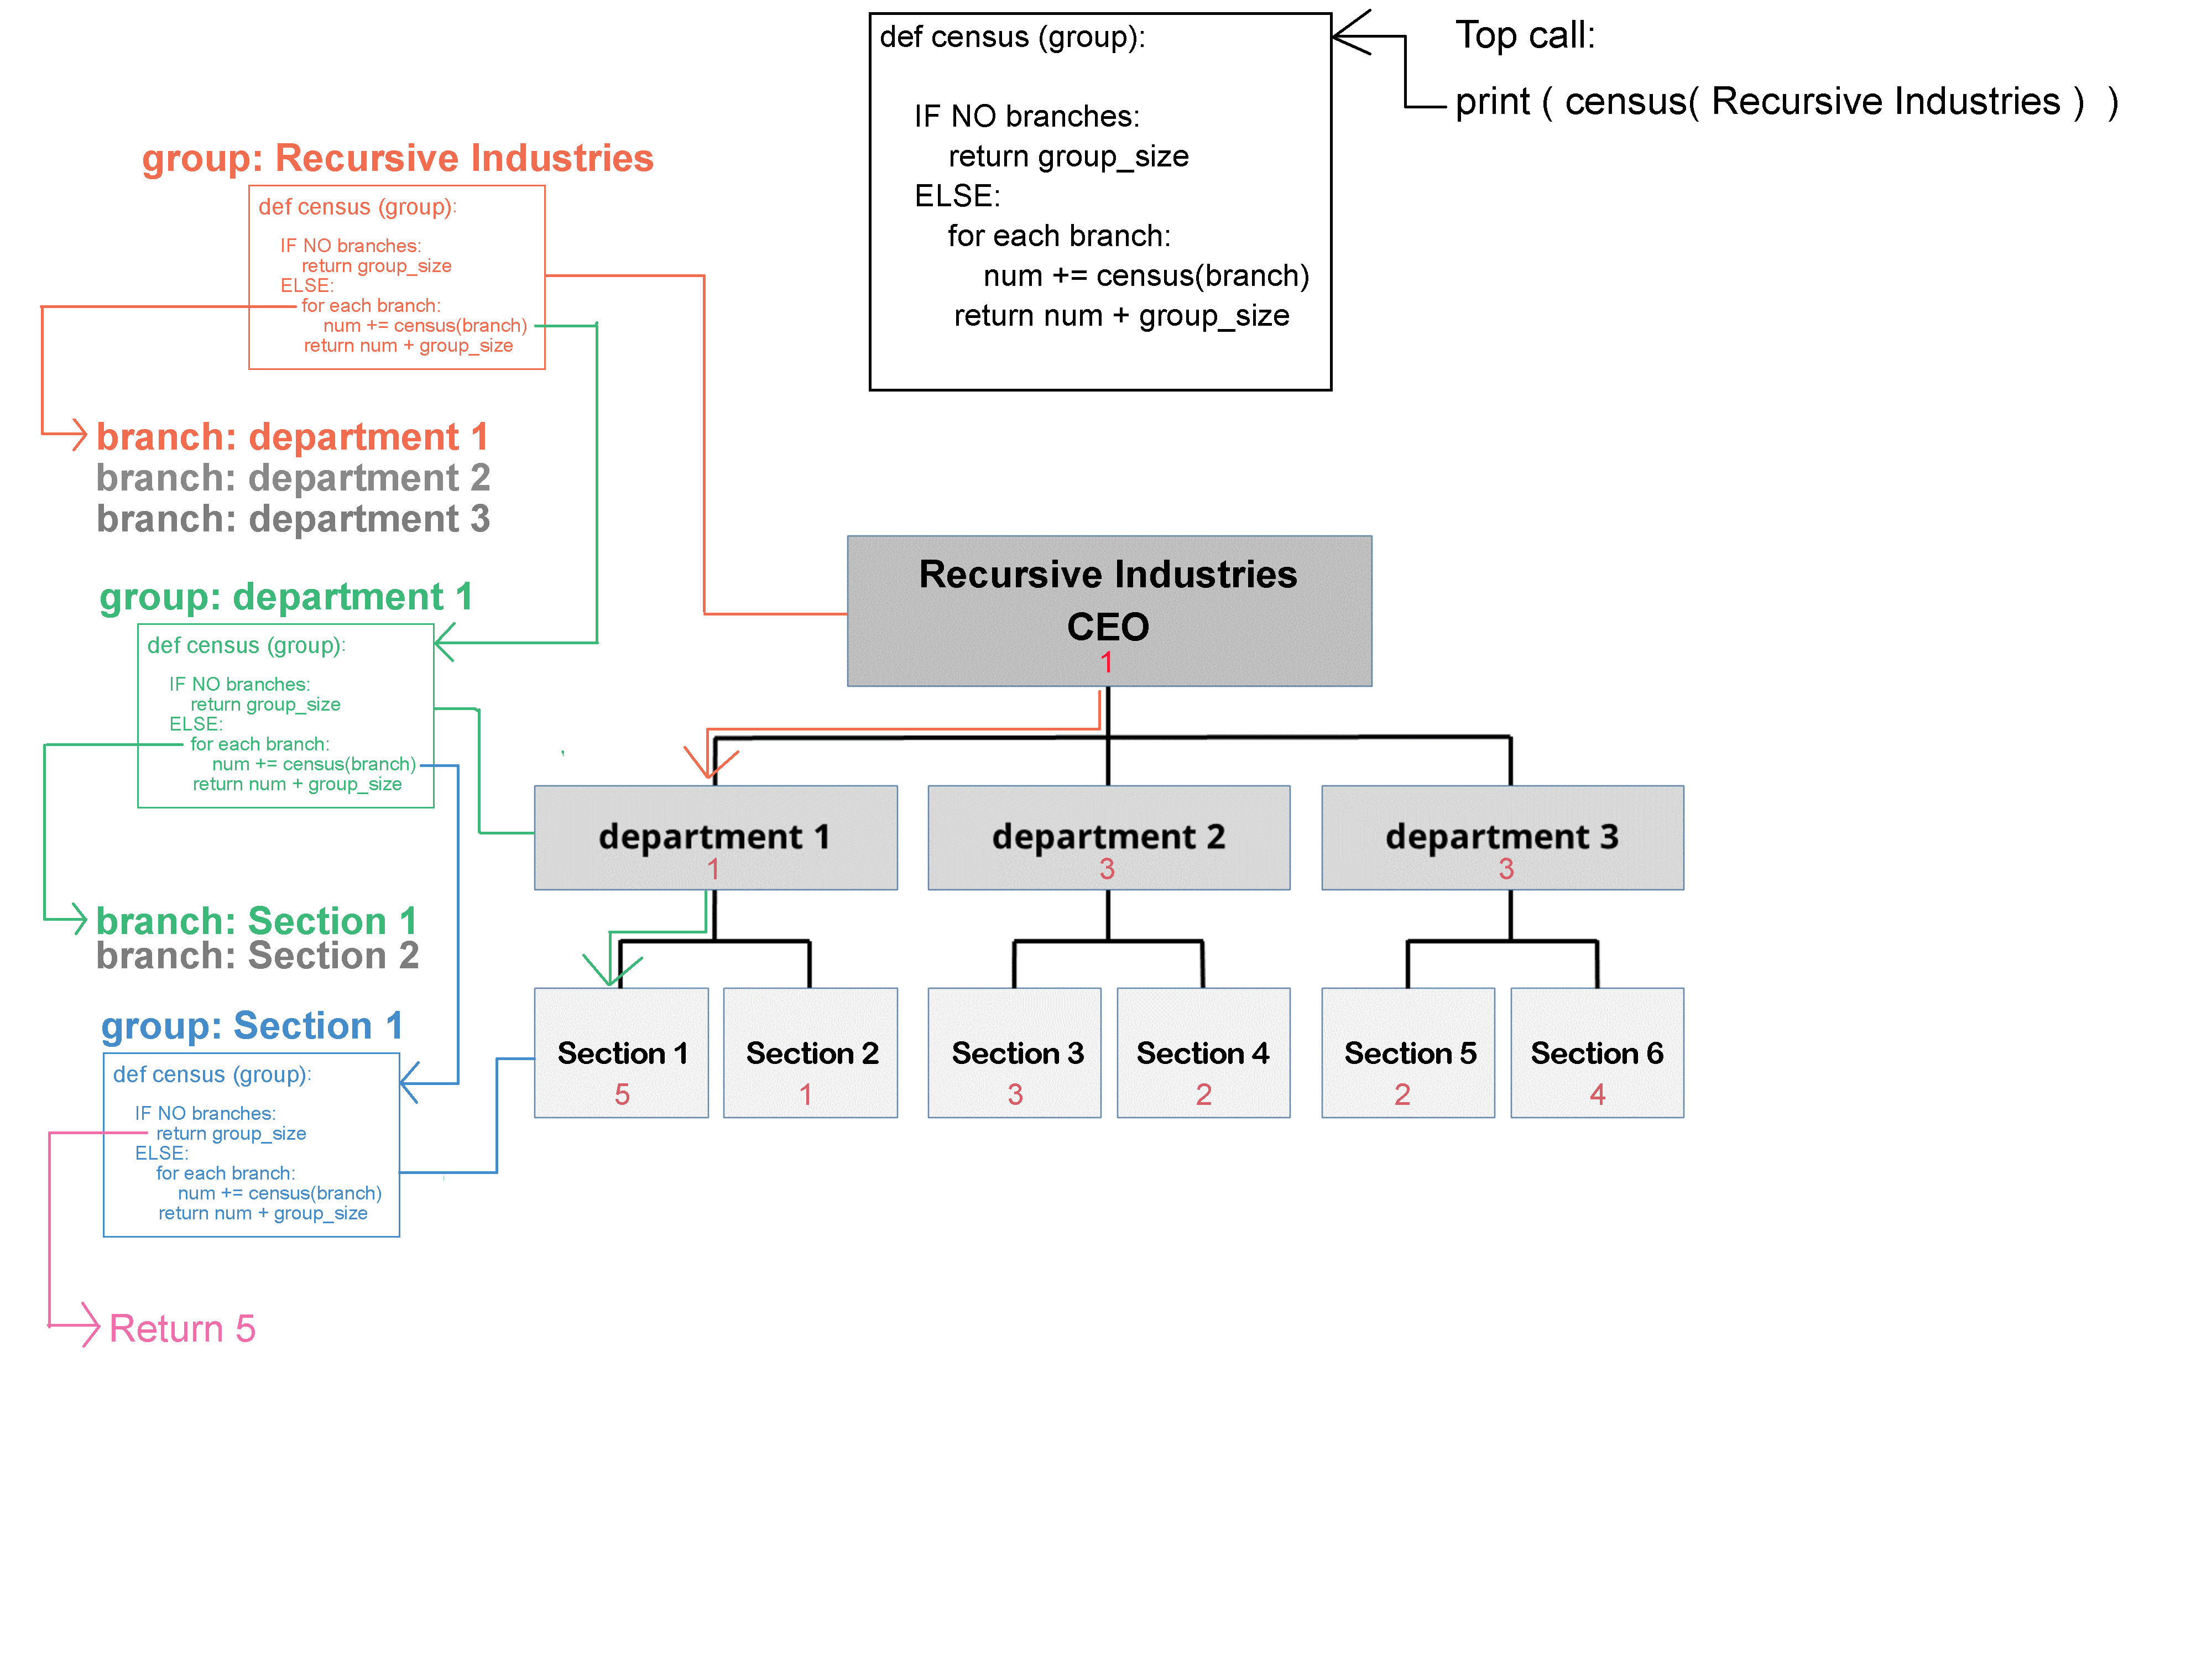 def census (group):
IF NO branches:
return group_size
ELSE:
for each branch:
num += census(branch)
return num + group_size
Top call:
print ( census( Recursive Industries ) )
group: Recursive Industries
def census (group):
IF NO branches:
return group_size
ELSE:
for each branch:
num += census(branch)
return num + group_size
branch: department 1
branch: department 2
branch: department 3
group: department 1
def census (group):
IF NO branches:
return group_size
ELSE:
for each branch:
num += census(branch)
return num + group_size
branch: Section 1
branch: Section 2
group: Section 1
def census (group):
IF NO branches:
return group_size
ELSE:
for each branch:
num += census(branch)
return num + group_size
Return 5
Recursive Industries
CEO
1
department 1
1
department 2
3
department 3
3
Section 1
5
Section 2
1
Section 3
3
Section 4
2
Section 5
2
Section 6
4